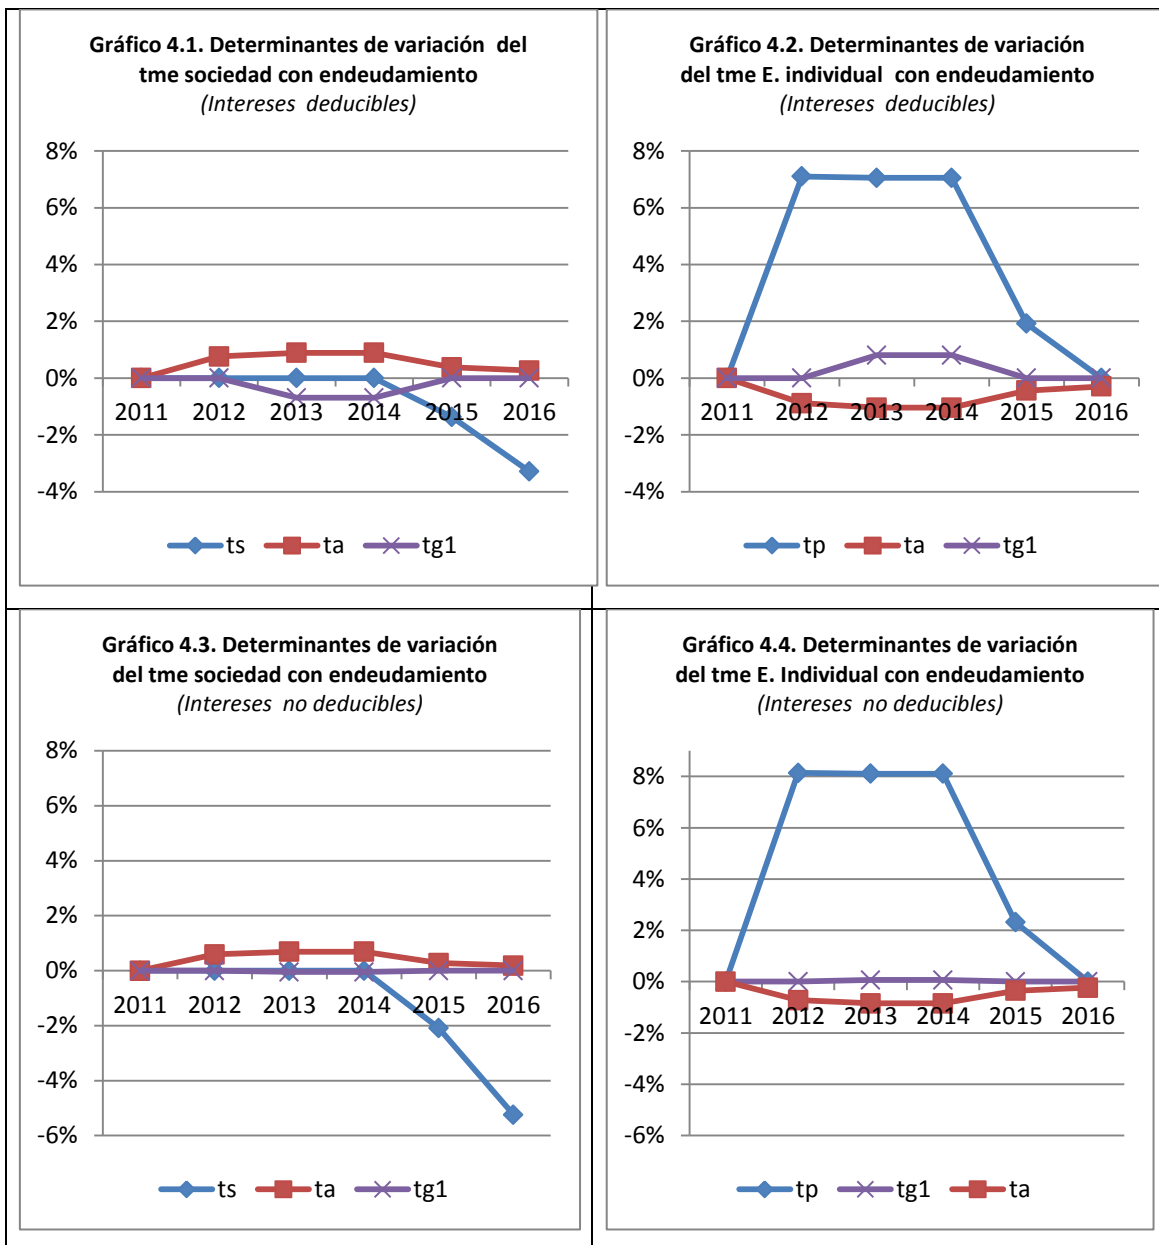 Gráfico 4.1. Determantes de variación  del
tme sociedad con endeudamiento
(Intereses  deducibles)
8%
6%
4%
2%
0%
-2%
-4%
2011 2012 2013 2014 2015 2016
ts ta tg1
Gráfico 4.2. Determinantes de variación
del tme E. individual  con endeudamiento
(Intereses  deducibles)
8%
6%
4%
2%
0%
-2%
-4%
2011 2012 2013 2014 2015 2016
tp ta tg1
Gráfico 4.3. Determinantes de variación
del tme sociedad con endeudamiento
(Intereses  no deducibles)
8%
6%
4%
2%
0%
-2%
-4%
-6%
2011 2012 2013 2014 2015 2016
ts ta tg1
Gráfico 4.4. Determinantes de variación
del tme E. Individual con endeudamiento
(Intereses  no deducibles)
8%
6%
4%
2%
0%
-2%
-4%
-6%
2011 2012 2013 2014 2015 2016
tp tg1 ta